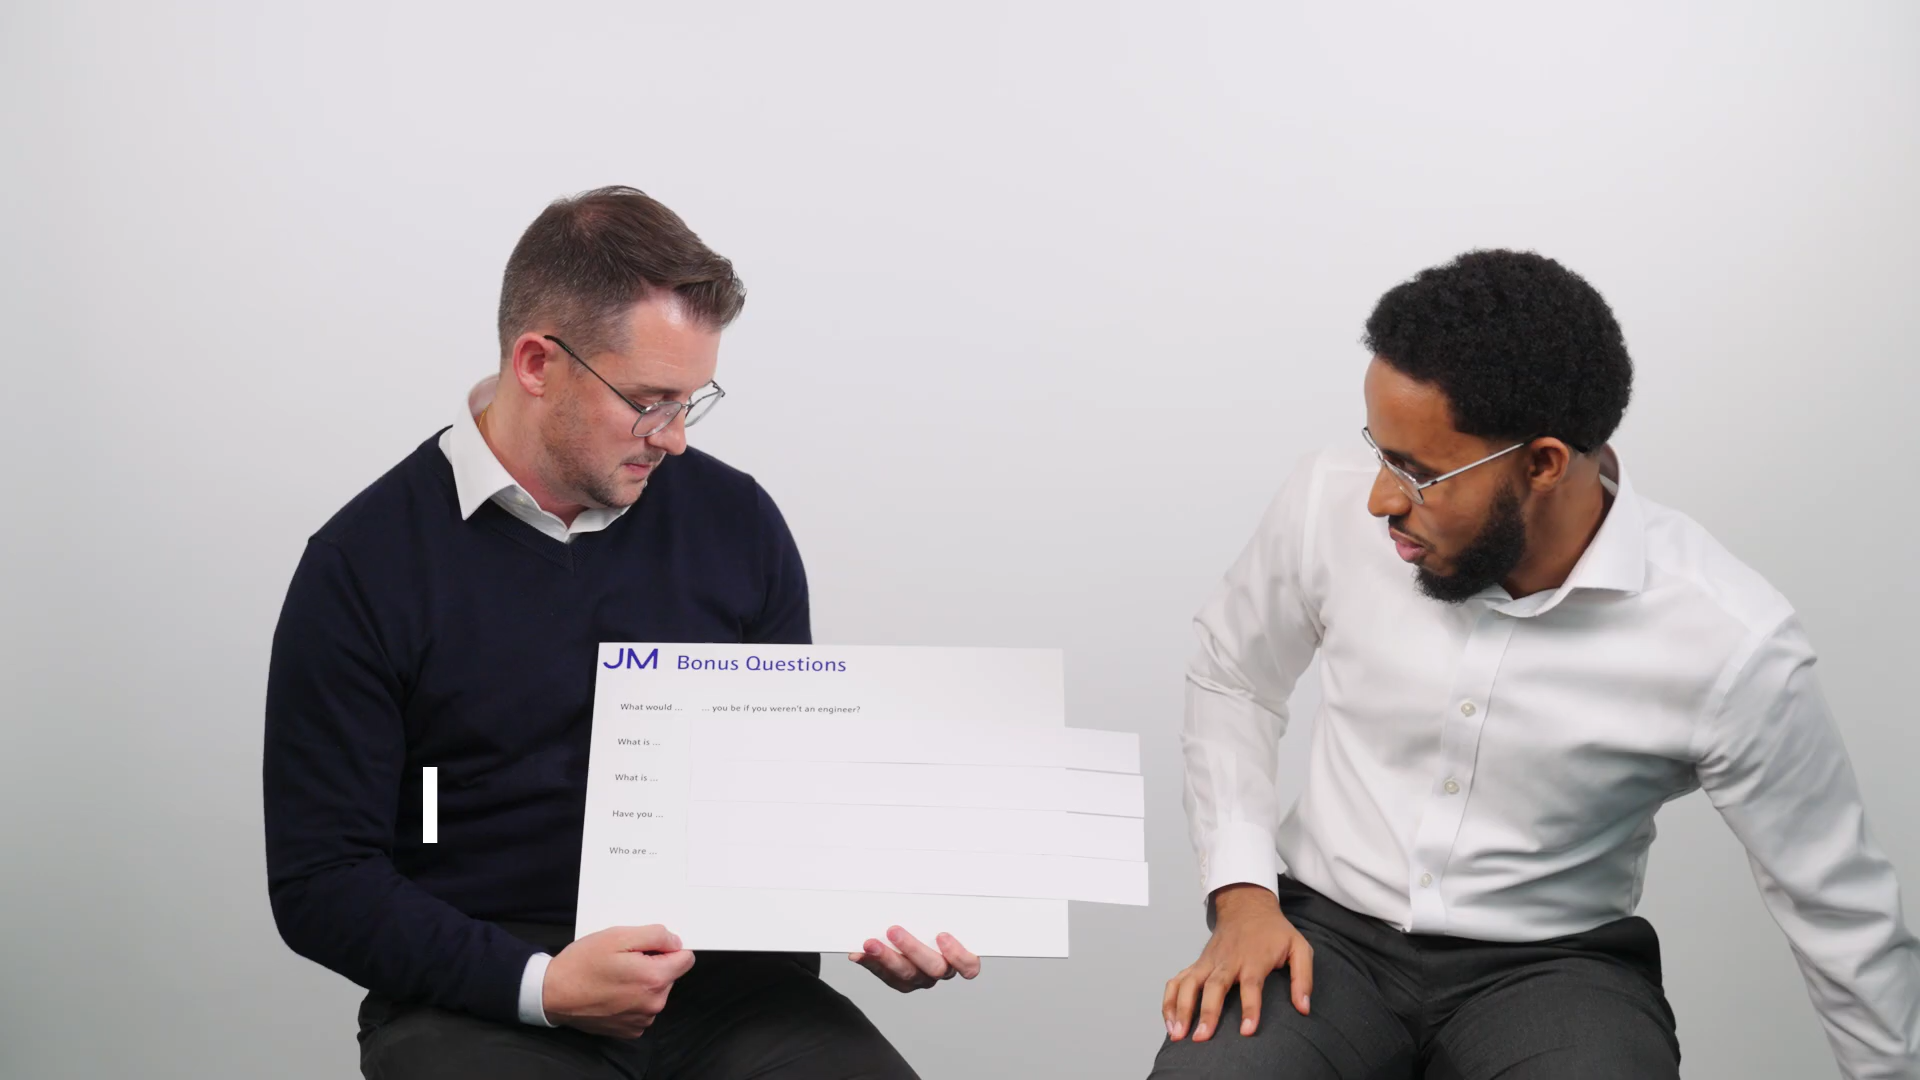 JM Bonus Questions
What would ... ... you be if you weren't an engineer?
What is ...
What is ...
Have you ...
Who are ...